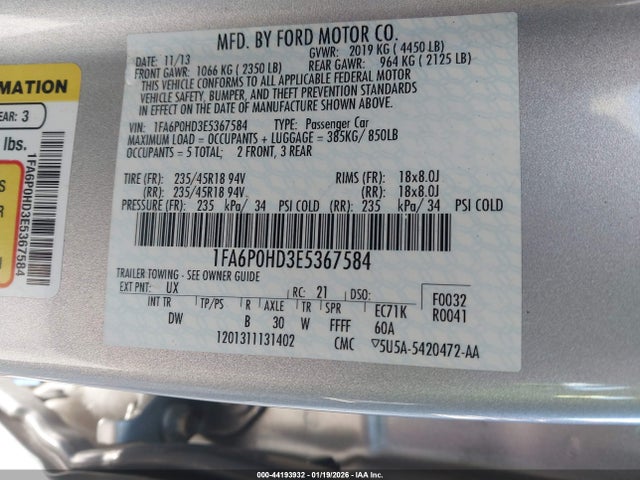 MFD. BY FORD MOTOR CO.
DATE: 11/13 GVWR: 2019 KG ( 4450 LB)
FRONT GAWR: 1066 KG ( 2350 LB) REAR GAWR: 964 KG ( 2125 LB)
THIS VEHICLE CONFORMS TO ALL APPLICABLE FEDERAL MOTOR
VEHICLE SAFETY, BUMPER, AND THEFT PREVENTION STANDARDS
IN EFFECT ON THE DATE OF MANUFACTURE SHOWN ABOVE.
VIN: 1FA6P0HD3E5367584 TYPE: Passenger Car
MAXIMUM LOAD = OCCUPANTS + LUGGAGE = 385KG/ 850LB
OCCUPANTS = 5 TOTAL; 2 FRONT, 3 REAR
TIRE (FR): 235/45R18 94V RIMS (FR): 18x8.0J
(RR): 235/45R18 94V (RR): 18x8.0J
PRESSURE (FR): 235 kPa/ 34 PSI COLD (RR): 235 kPa/ 34 PSI COLD
1FA6P0HD3E5367584
TRAILER TOWING - SEE OWNER GUIDE
EXT PNT: UX RC: 21 DSO: F0032
INT TR TP/PS R AXLE TR SPR EC71K R0041
DW B 30 W FFFF 60A
1201311131402 CMC ▽5U5A-5420472-AA
RMATION
EAR: 3
lbs.
1FA6P0HD3E5367584
S
R
000-44193932 - 01/19/2026 - IAA Inc.